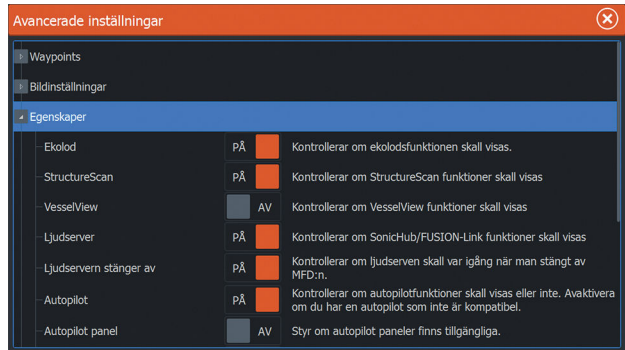 Avancerade inställningar
Waypoints
Bildinställningar
Egenskaper
Ekolod PÅ Kontrollerar om ekolodsfunktionen skall visas.
StructureScan PÅ Kontrollerar om StructureScan funktioner skall visas
VesselView AV Kontrollerar om VesselView funktioner skall visas
Ljudserver PÅ Kontrollerar om SonicHub/FUSION-Link funktioner skall visas
Ljudservern stänger av PÅ Kontrollerar om ljudserven skall var igång när man stängt av
MFD:n.
Autopilot PÅ Kontrollerar om autopilotfunktioner skall visas eller inte. Avaktivera
om du har en autopilot som inte är kompatibel.
Autopilot panel AV Styr om autopilot paneler finns tillgängliga.